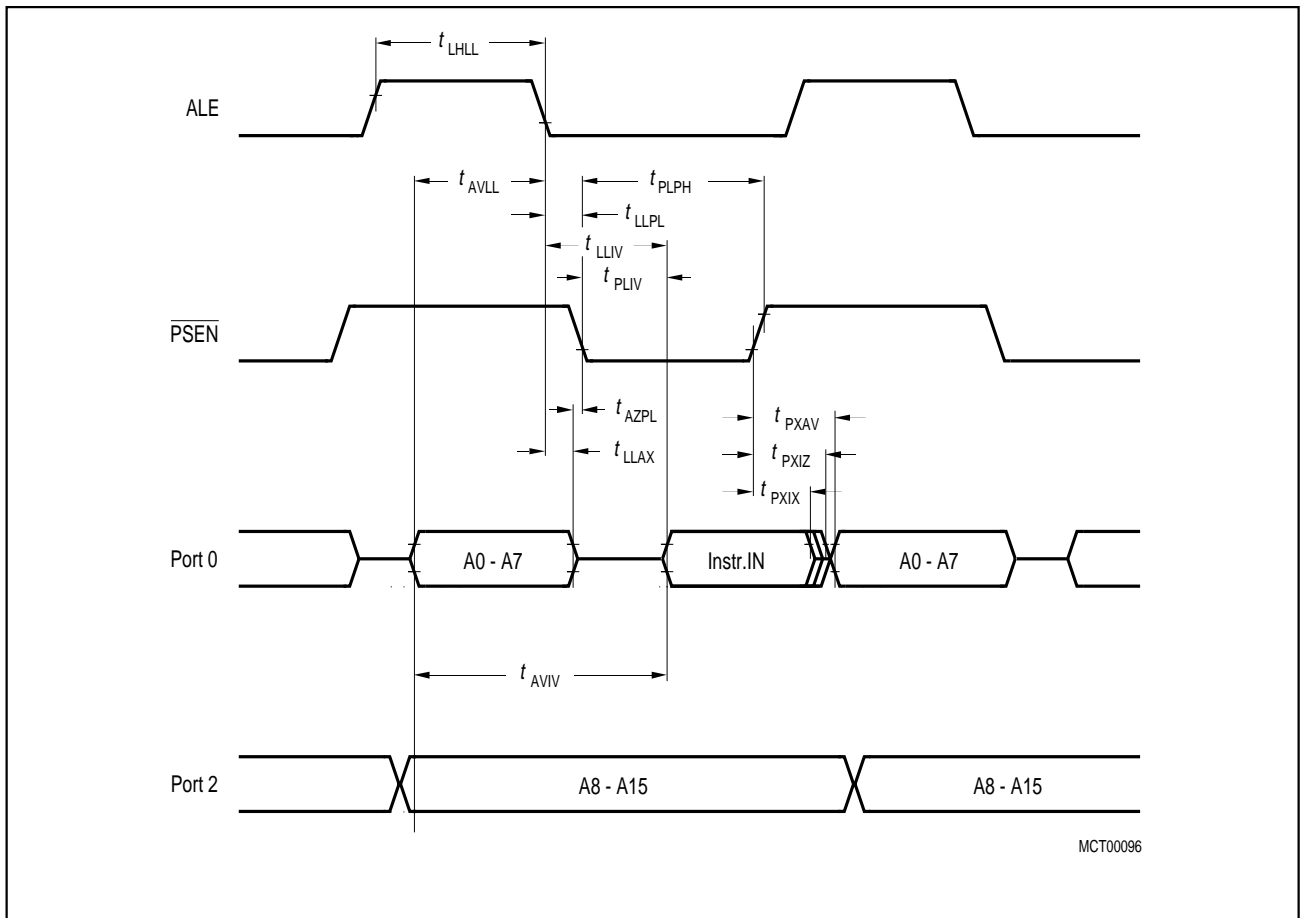 t LHLL
ALE
t AVLL
t PLPH
t LLPL
t LLIV
t PLIV
PSEN
t AZPL
t PXAV
t LLAX
t PXIZ
t PXIX
Port 0
A0 - A7
Instr.IN
A0 - A7
t AVIV
Port 2
A8 - A15
A8 - A15
MCT00096